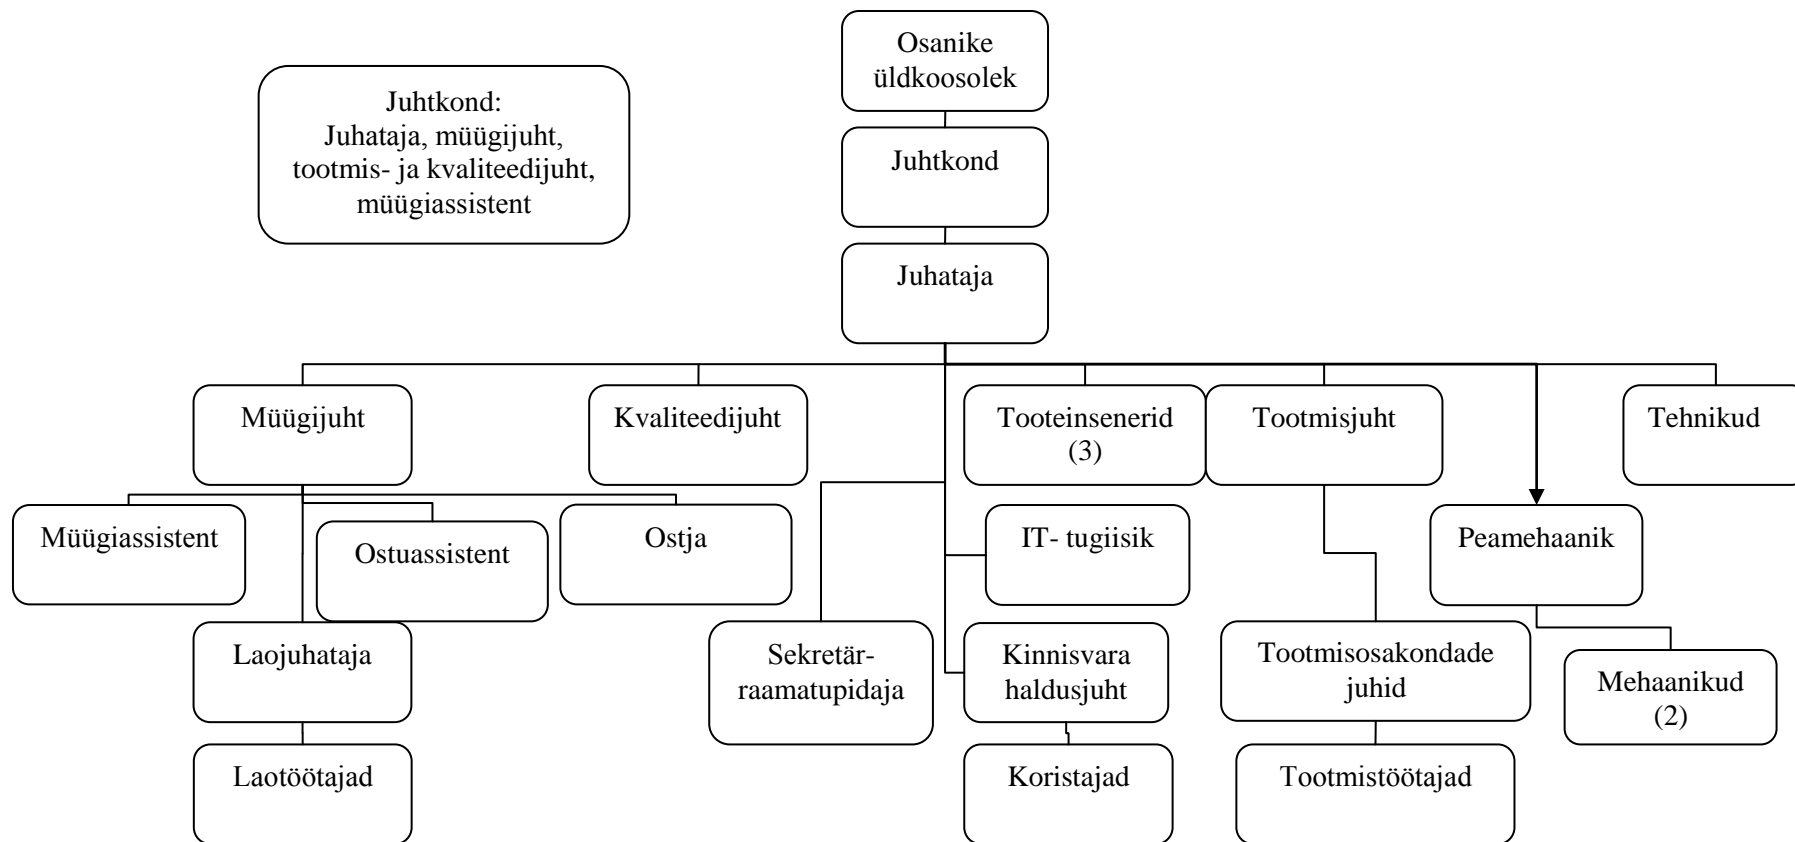 Osanike
üldkoosolek
Juhtkond:
Juhataja, müügijuht,
tootmis- ja kvaliteedijuht,
müügiassistent
Juhtkond
Juhataja
Müügijuht
Kvaliteedijuht
Tooteinsenerid
(3)
Tootmisjuht
Tehnikud
Müügiassistent
Ostuassistent
Ostja
IT- tugiisik
Peamehaanik
Laojuhataja
Sekretär-
raamatupidaja
Kinnisvara
haldusjuht
Tootmisosakondade
juhid
Mehaanikud
(2)
Laotöötajad
Koristajad
Tootmistöötajad